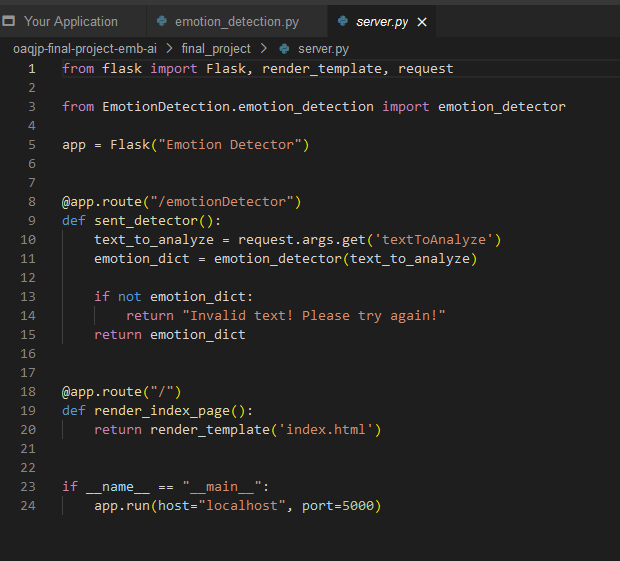 Your Application
emotion_detection.py
server.py
oaqjp-final-project-emb-ai > final_project > server.py
1 from flask import Flask, render_template, request
2
3 from EmotionDetection.emotion_detection import emotion_detector
4
5 app = Flask("Emotion Detector")
6
7
8 @app.route("/emotionDetector")
9 def sent_detector():
10     text_to_analyze = request.args.get('textToAnalyze')
11     emotion_dict = emotion_detector(text_to_analyze)
12
13     if not emotion_dict:
14         return "Invalid text! Please try again!"
15     return emotion_dict
16
17
18 @app.route("/")
19 def render_index_page():
20     return render_template('index.html')
21
22
23 if __name__ == "__main__":
24     app.run(host="localhost", port=5000)